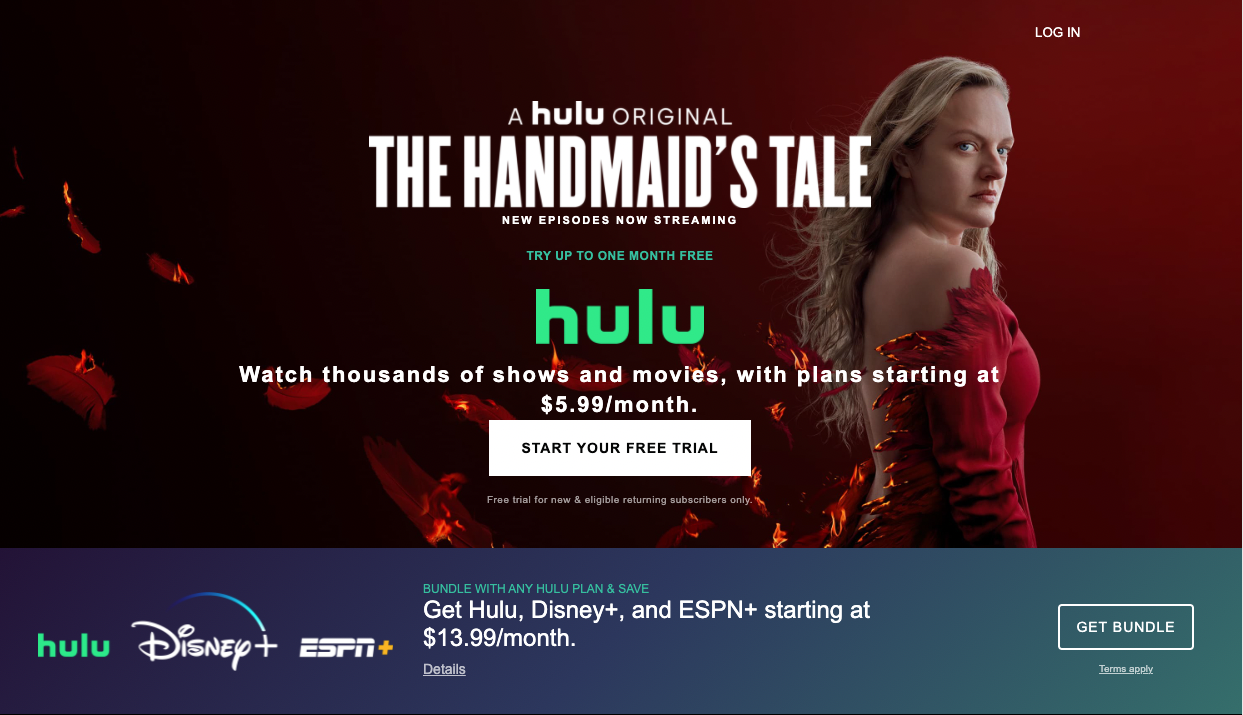 LOG IN
A hulu ORIGINAL
THE HANDMAID'S TALE
NEW EPISODES NOW STREAMING
TRY UP TO ONE MONTH FREE
hulu
Watch thousands of shows and movies, with plans starting at
$5.99/month.
START YOUR FREE TRIAL
Free trial for new & eligible returning subscribers only.
hulu Disney+ ESPN+
BUNDLE WITH ANY HULU PLAN & SAVE
Get Hulu, Disney+, and ESPN+ starting at
$13.99/month.
Details
GET BUNDLE
Terms apply